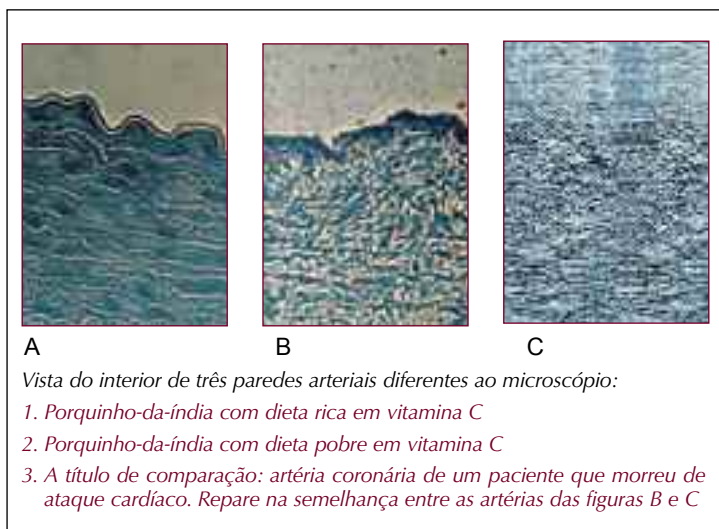 A B C
Vista do interior de três paredes arteriais diferentes ao microscópio:
1. Porquinho-da-índia com dieta rica em vitamina C
2. Porquinho-da-índia com dieta pobre em vitamina C
3. A título de comparação: artéria coronária de um paciente que morreu de
ataque cardíaco. Repare na semelhança entre as artérias das figuras B e C